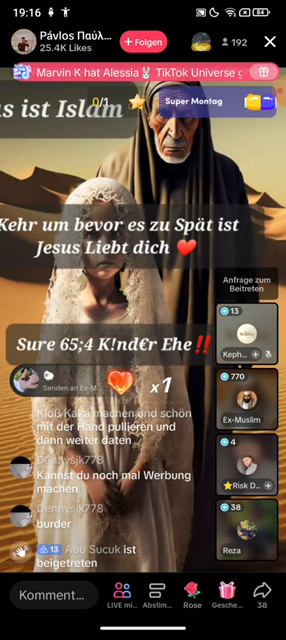 19:16
84
Pávlos Παύλ...
25.4K Likes
+ Folgen
10+
192
Marvin K hat Alessia🐰 TikTok Universe g
s ist Islam
0/1
Super Montag
Kehr um bevor es zu Spät ist
Jesus Liebt dich ❤️
Anfrage zum
Beitreten
Sure 65;4 K!nd€r Ehe‼️
13
Keph...
Senden an Ex-M...
x1
770
Ex-Muslim
Kloß Kaka machen und schön
mit der Hand pullieren und
dann weiter daten
4
Risk D...
Dennysjk778
Kannst du noch mal Werbung
machen
Dennysjk778
burder
38
Reza
13 Abu Sucuk ist
beigetreten
Komment...
LIVE mi...
Abstim...
Rose
Gesche...
38